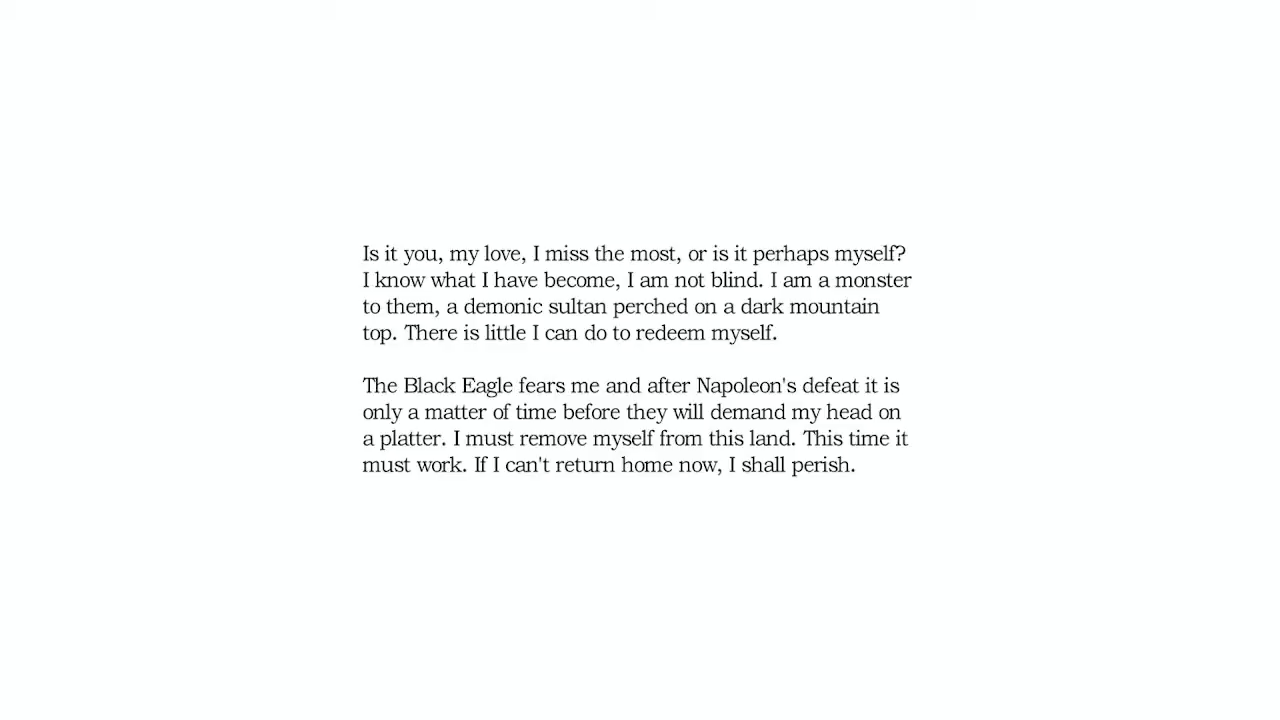 Is it you, my love, I miss the most, or is it perhaps myself?
I know what I have become, I am not blind. I am a monster
to them, a demonic sultan perched on a dark mountain
top. There is little I can do to redeem myself.
The Black Eagle fears me and after Napoleon's defeat it is
only a matter of time before they will demand my head on
a platter. I must remove myself from this land. This time it
must work. If I can't return home now, I shall perish.